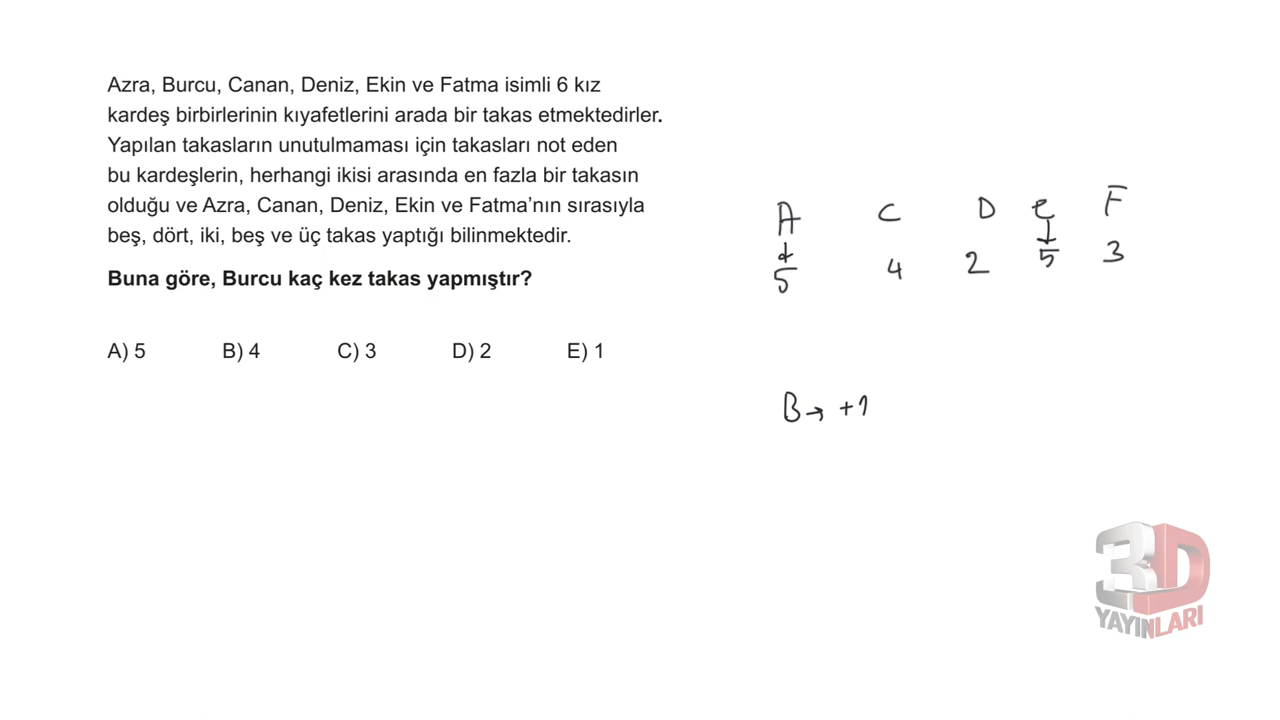 Azra, Burcu, Canan, Deniz, Ekin ve Fatma isimli 6 kız
kardeş birbirlerinin kıyafetlerini arada bir takas etmektedirler.
Yapılan takasların unutulmaması için takasları not eden
bu kardeşlerin, herhangi ikisi arasında en fazla bir takasın
olduğu ve Azra, Canan, Deniz, Ekin ve Fatma'nın sırasıyla
beş, dört, iki, beş ve üç takas yaptığı bilinmektedir.
Buna göre, Burcu kaç kez takas yapmıştır?
A) 5 B) 4 C) 3 D) 2 E) 1
A C D e F
5 4 2 5 3
B → +1
3D
YAYINLARI